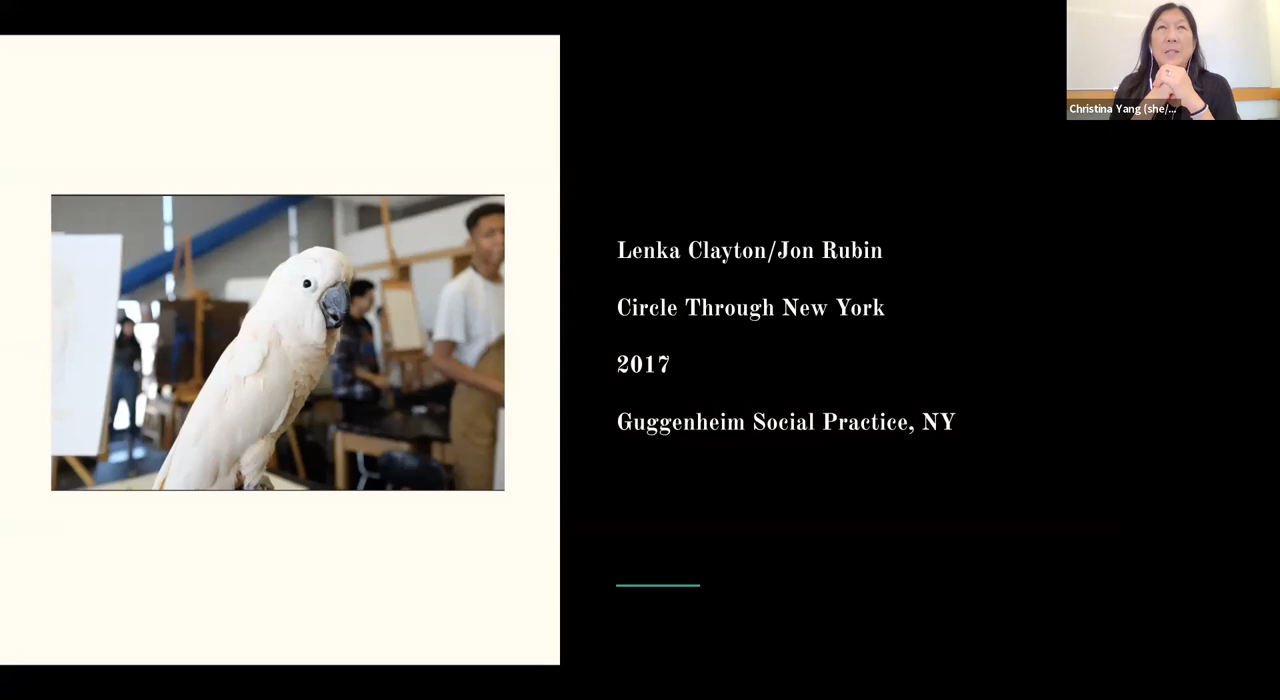 Christina Yang (she/...
Lenka Clayton/Jon Rubin
Circle Through New York
2017
Guggenheim Social Practice, NY